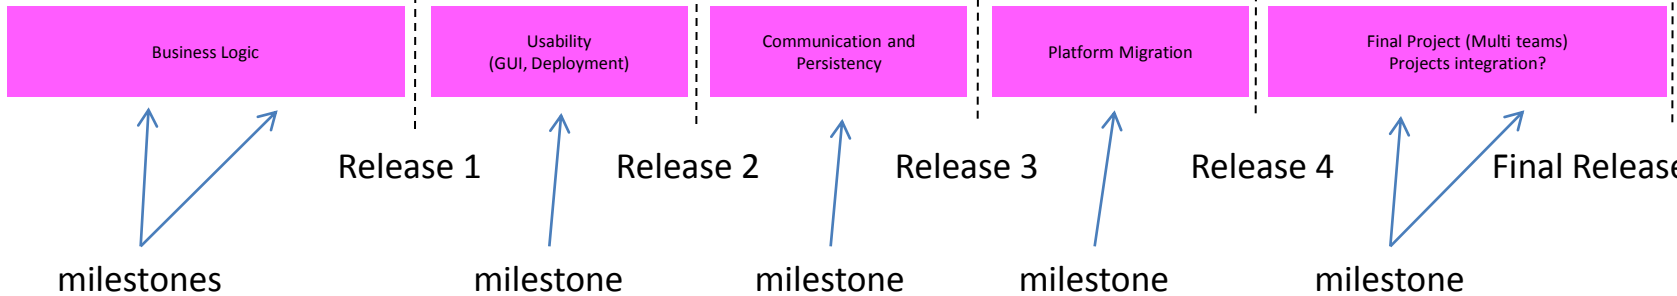 Business Logic
Usability
(GUI, Deployment)
Communication and
Persistency
Platform Migration
Final Project (Multi teams)
Projects integration?
Release 1
Release 2
Release 3
Release 4
Final Release
milestones
milestone
milestone
milestone
milestone